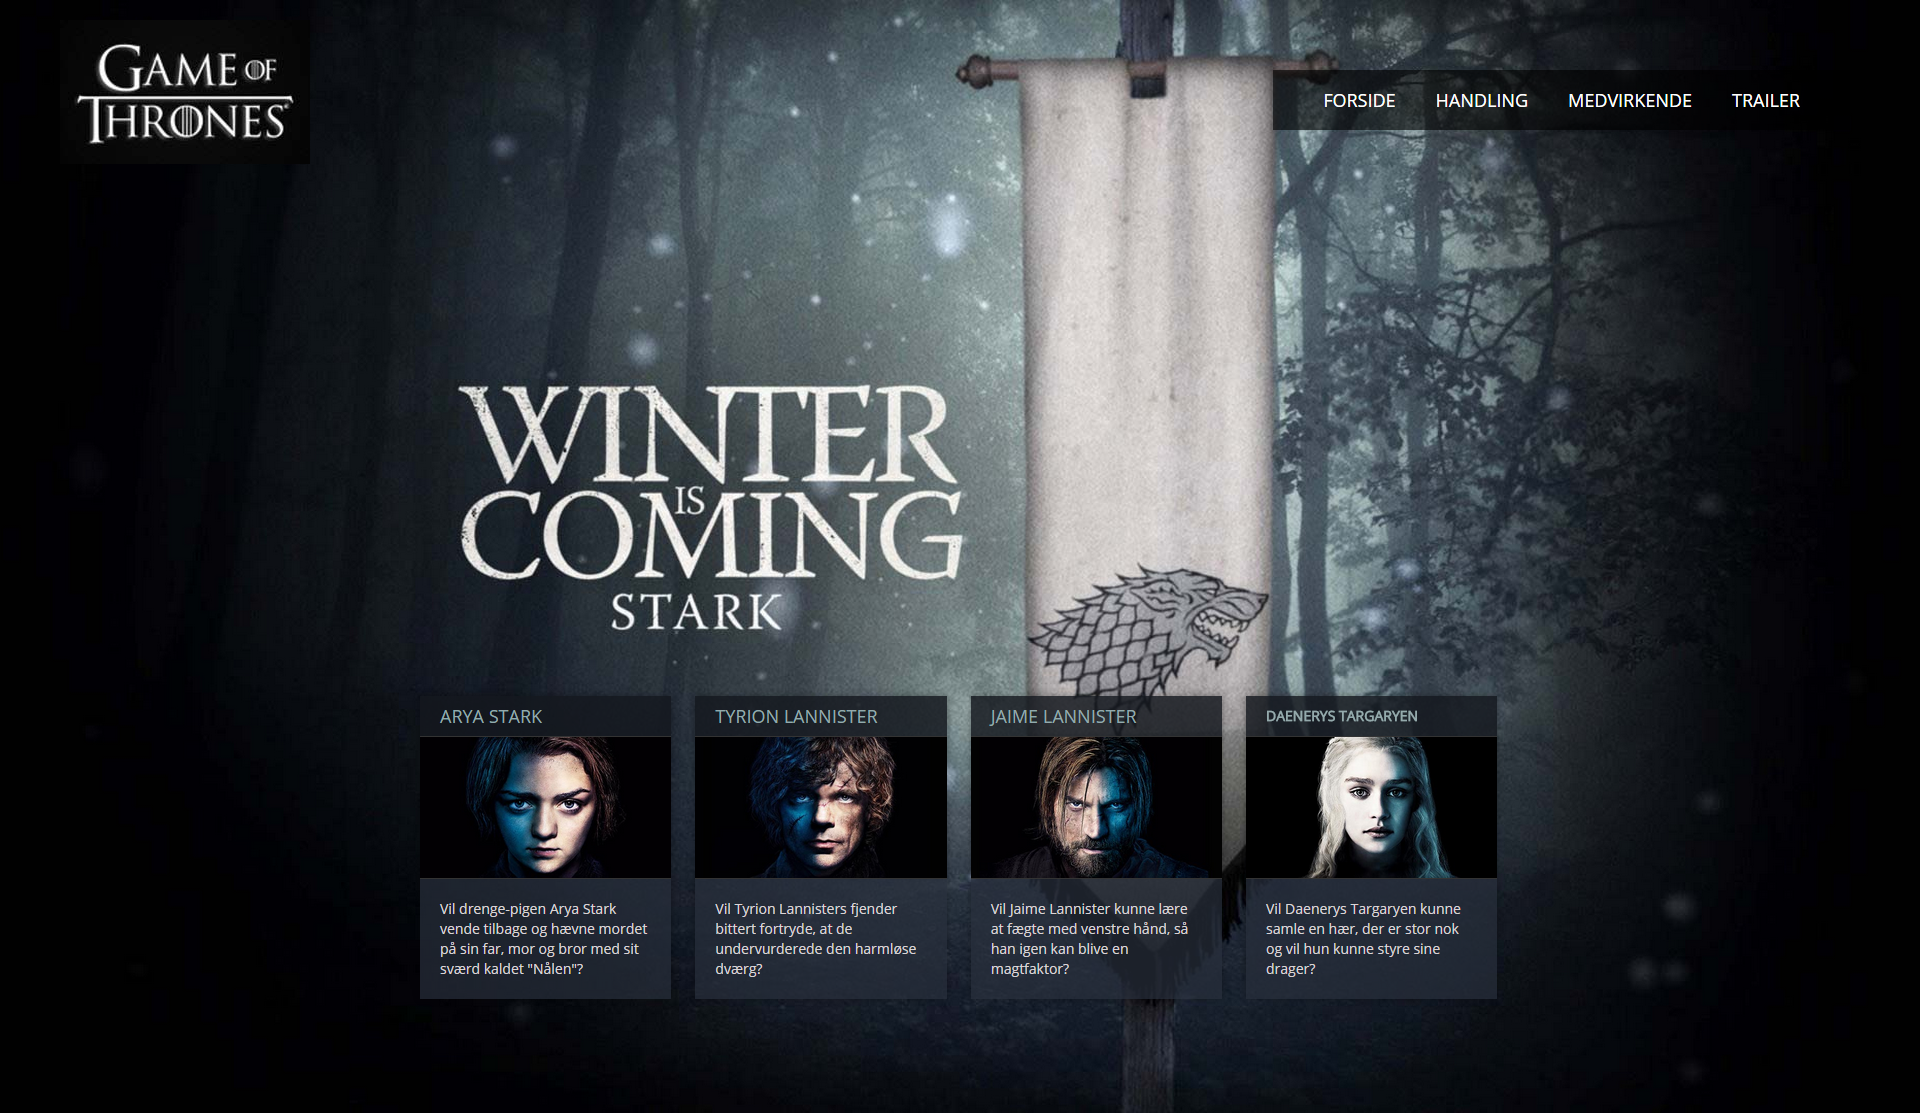 GAME OF
THRONES
FORSIDE HANDLING MEDVIRKENDE TRAILER
WINTER
IS
COMING
STARK
ARYA STARK
Vil drenge-pigen Arya Stark
vende tilbage og hævne mordet
på sin far, mor og bror med sit
sværd kaldet "Nålen"?
TYRION LANNISTER
Vil Tyrion Lannisters fjender
bittert fortryde, at de
undervurderede den harmløse
dværg?
JAIME LANNISTER
Vil Jaime Lannister kunne lære
at fægte med venstre hånd, så
han igen kan blive en
magtfaktor?
DAENERYS TARGARYEN
Vil Daenerys Targaryen kunne
samle en hær, der er stor nok
og vil hun kunne styre sine
drager?